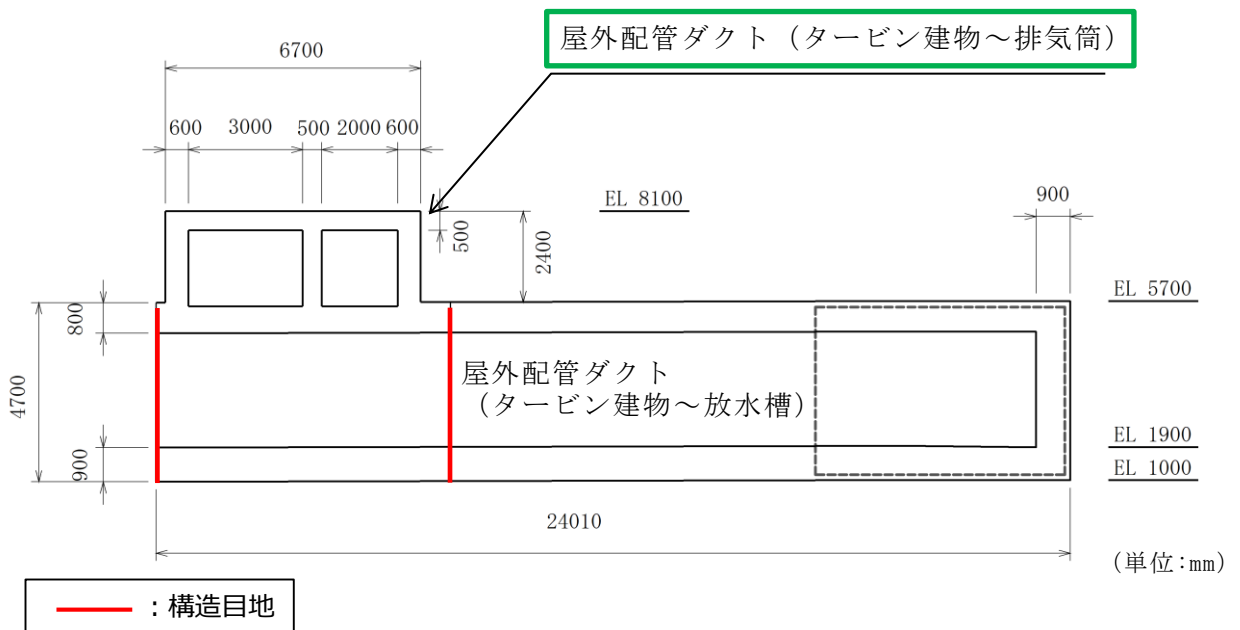 屋外配管ダクト（タービン建物～排気筒）
6700
600 3000 500 2000 600
EL 8100
900
500
2400
EL 5700
800
屋外配管ダクト
（タービン建物～放水槽）
4700
EL 1900
900
EL 1000
24010
(単位:mm)
：構造目地